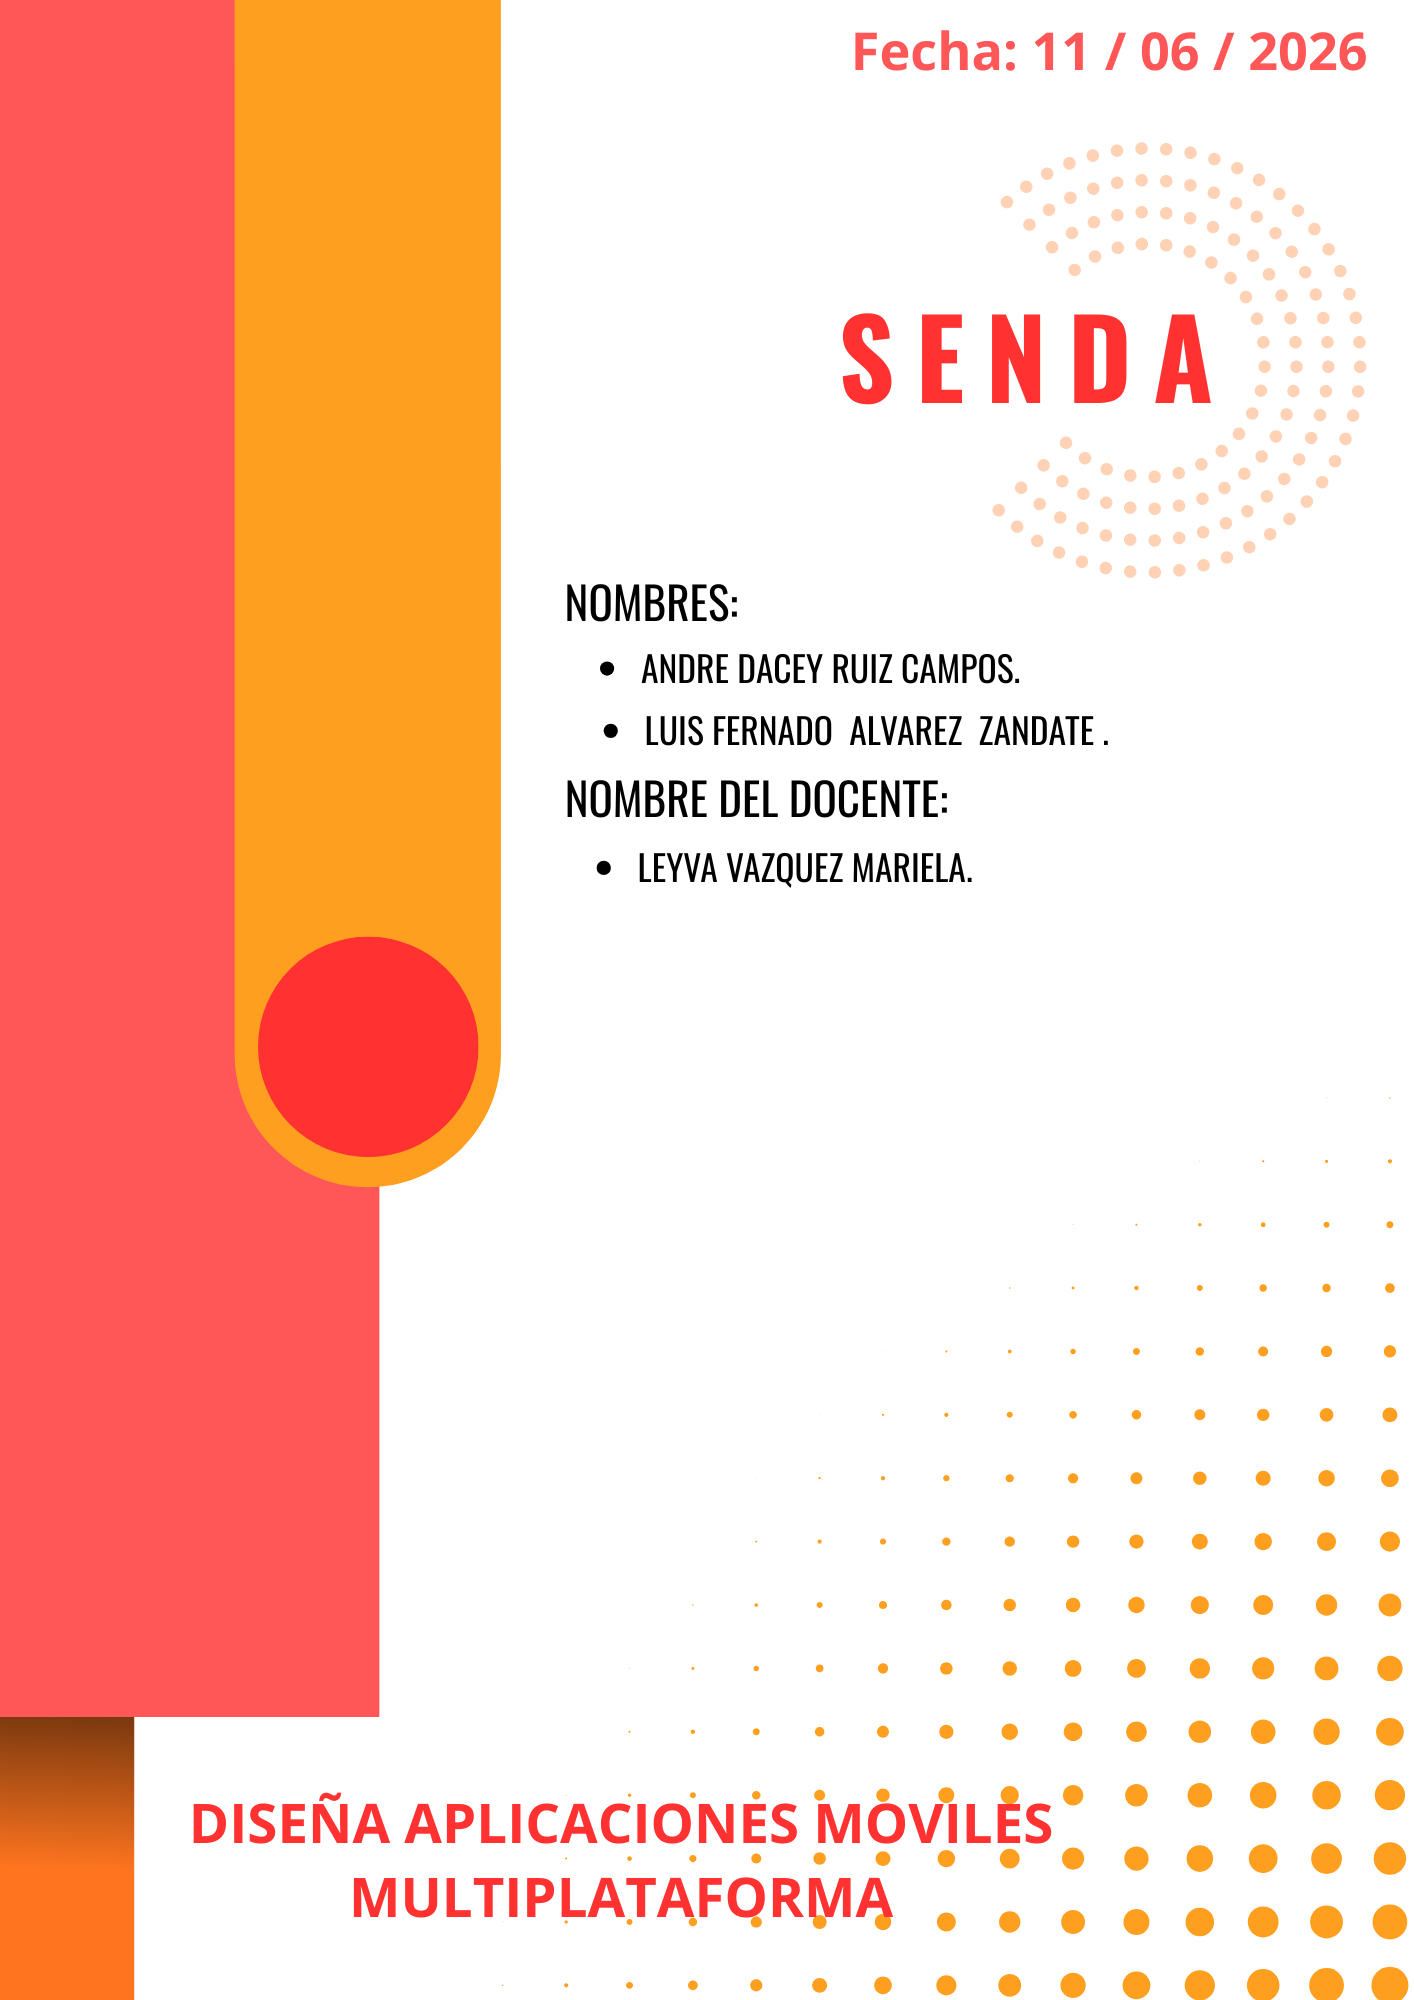 Fecha: 11 / 06 / 2026
SENDA
NOMBRES:
• ANDRE DACEY RUIZ CAMPOS.
• LUIS FERNADO ALVAREZ ZANDATE .
NOMBRE DEL DOCENTE:
• LEYVA VAZQUEZ MARIELA.
DISEÑA APLICACIONES MOVILES
MULTIPLATAFORMA